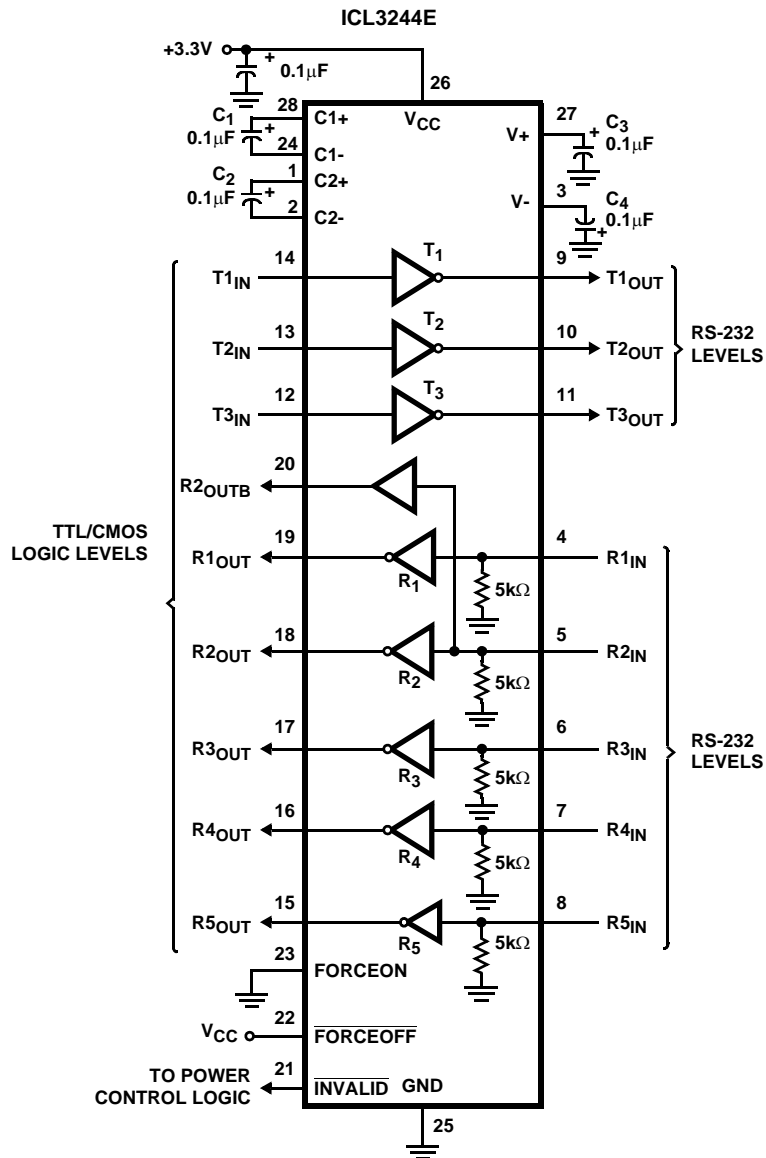 ICL3244E
+3.3V
+
0.1μF
26
C1
0.1μF
+
28
C1+
VCC
24
C1-
C2
0.1μF
+
1
C2+
2
C2-
27
V+
+
C3
0.1μF
3
V-
C4
0.1μF
+
T1IN
14
T1
9
T1OUT
T2IN
13
T2
10
T2OUT
T3IN
12
T3
11
T3OUT
RS-232
LEVELS
R2OUTB
20
TTL/CMOS
LOGIC LEVELS
R1OUT
19
R1
5kΩ
4
R1IN
R2OUT
18
R2
5kΩ
5
R2IN
R3OUT
17
R3
5kΩ
6
R3IN
RS-232
LEVELS
R4OUT
16
R4
5kΩ
7
R4IN
R5OUT
15
R5
5kΩ
8
R5IN
23
FORCEON
VCC
22
FORCEOFF
TO POWER
CONTROL LOGIC
21
INVALID
GND
25